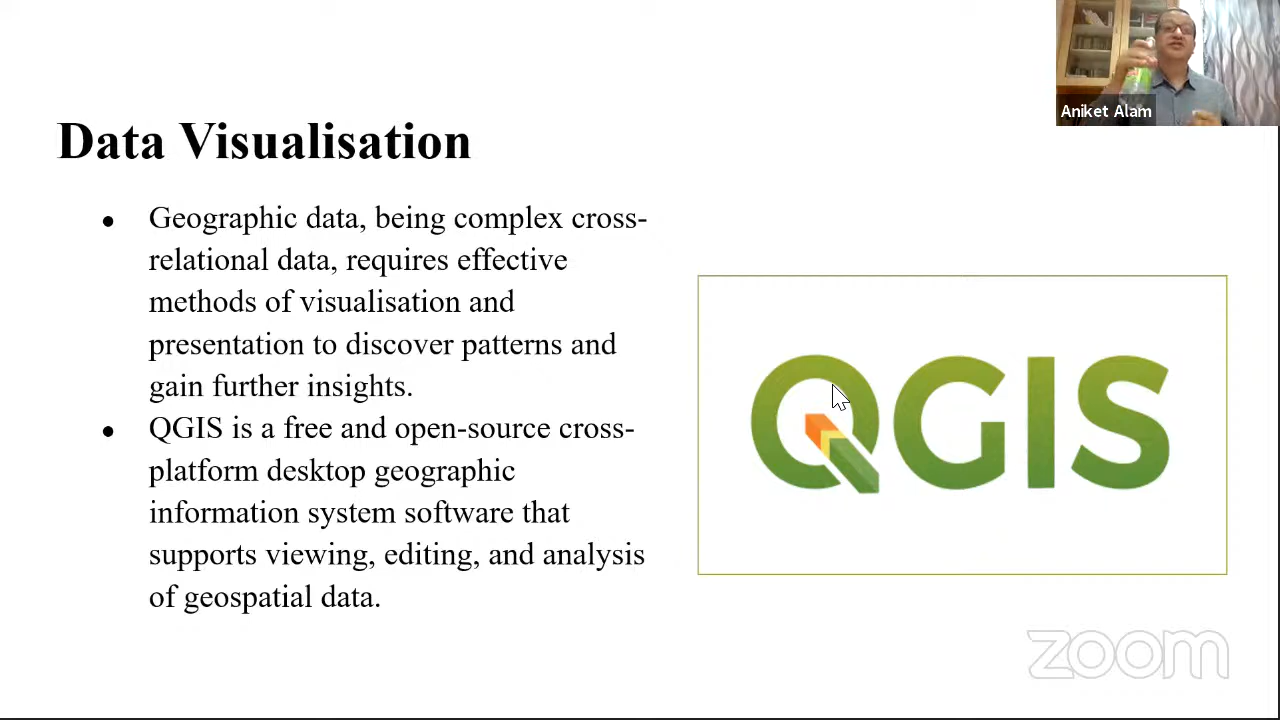 Aniket Alam
Data Visualisation
● Geographic data, being complex cross-
relational data, requires effective
methods of visualisation and
presentation to discover patterns and
gain further insights.
● QGIS is a free and open-source cross-
platform desktop geographic
information system software that
supports viewing, editing, and analysis
of geospatial data.
QGIS
zoom